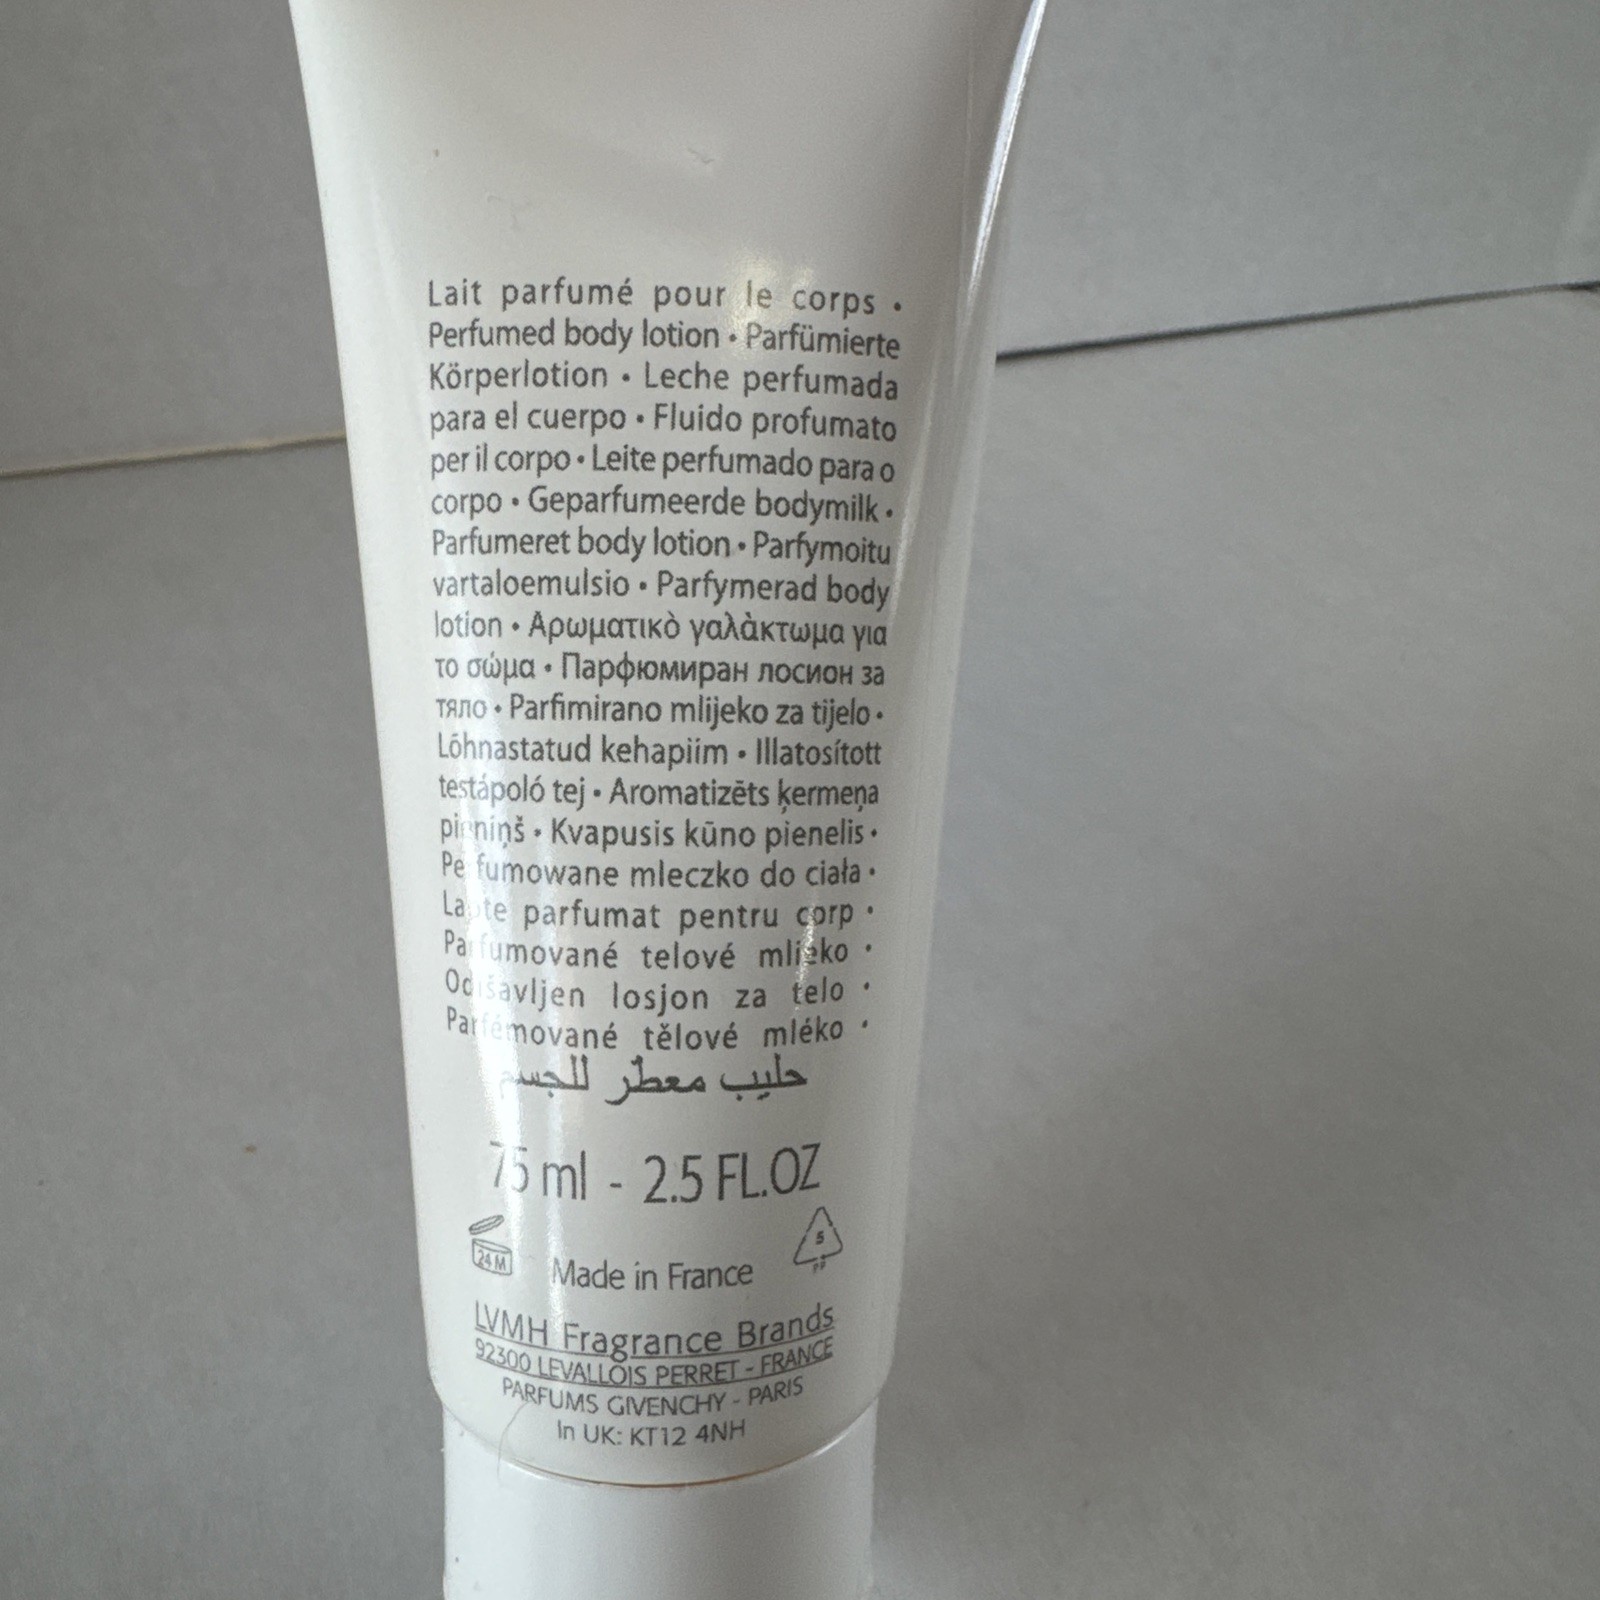 Lait parfumé pour le corps •
Perfumed body lotion • Parfümierte
Körperlotion • Leche perfumada
para el cuerpo • Fluido profumato
per il corpo • Leite perfumado para o
corpo • Geparfumeerde bodymilk •
Parfumeret body lotion • Parfymoitu
vartaloemulsio • Parfymerad body
lotion • Αρωματικὸ γαλὰκτωμα για
το σώμα • Парфюмиран лосион за
тяло • Parfimirano mlijeko za tijelo •
Lõhnastatud kehapiim • Illatosított
testápoló tej • Aromatizēts ķermeņa
pieniņš • Kvapusis kūno pienelis •
Perfumowane mleczko do ciała •
Lapte parfumat pentru corp •
Parfumované telové mlieko •
Odišavljen losjon za telo •
Parfémované tělové mléko •
حليب معطر للجسم
75 ml - 2.5 FL.OZ
24 M
5
PP
Made in France
LVMH Fragrance Brands
92300 LEVALLOIS PERRET - FRANCE
PARFUMS GIVENCHY - PARIS
In UK: KT12 4NH